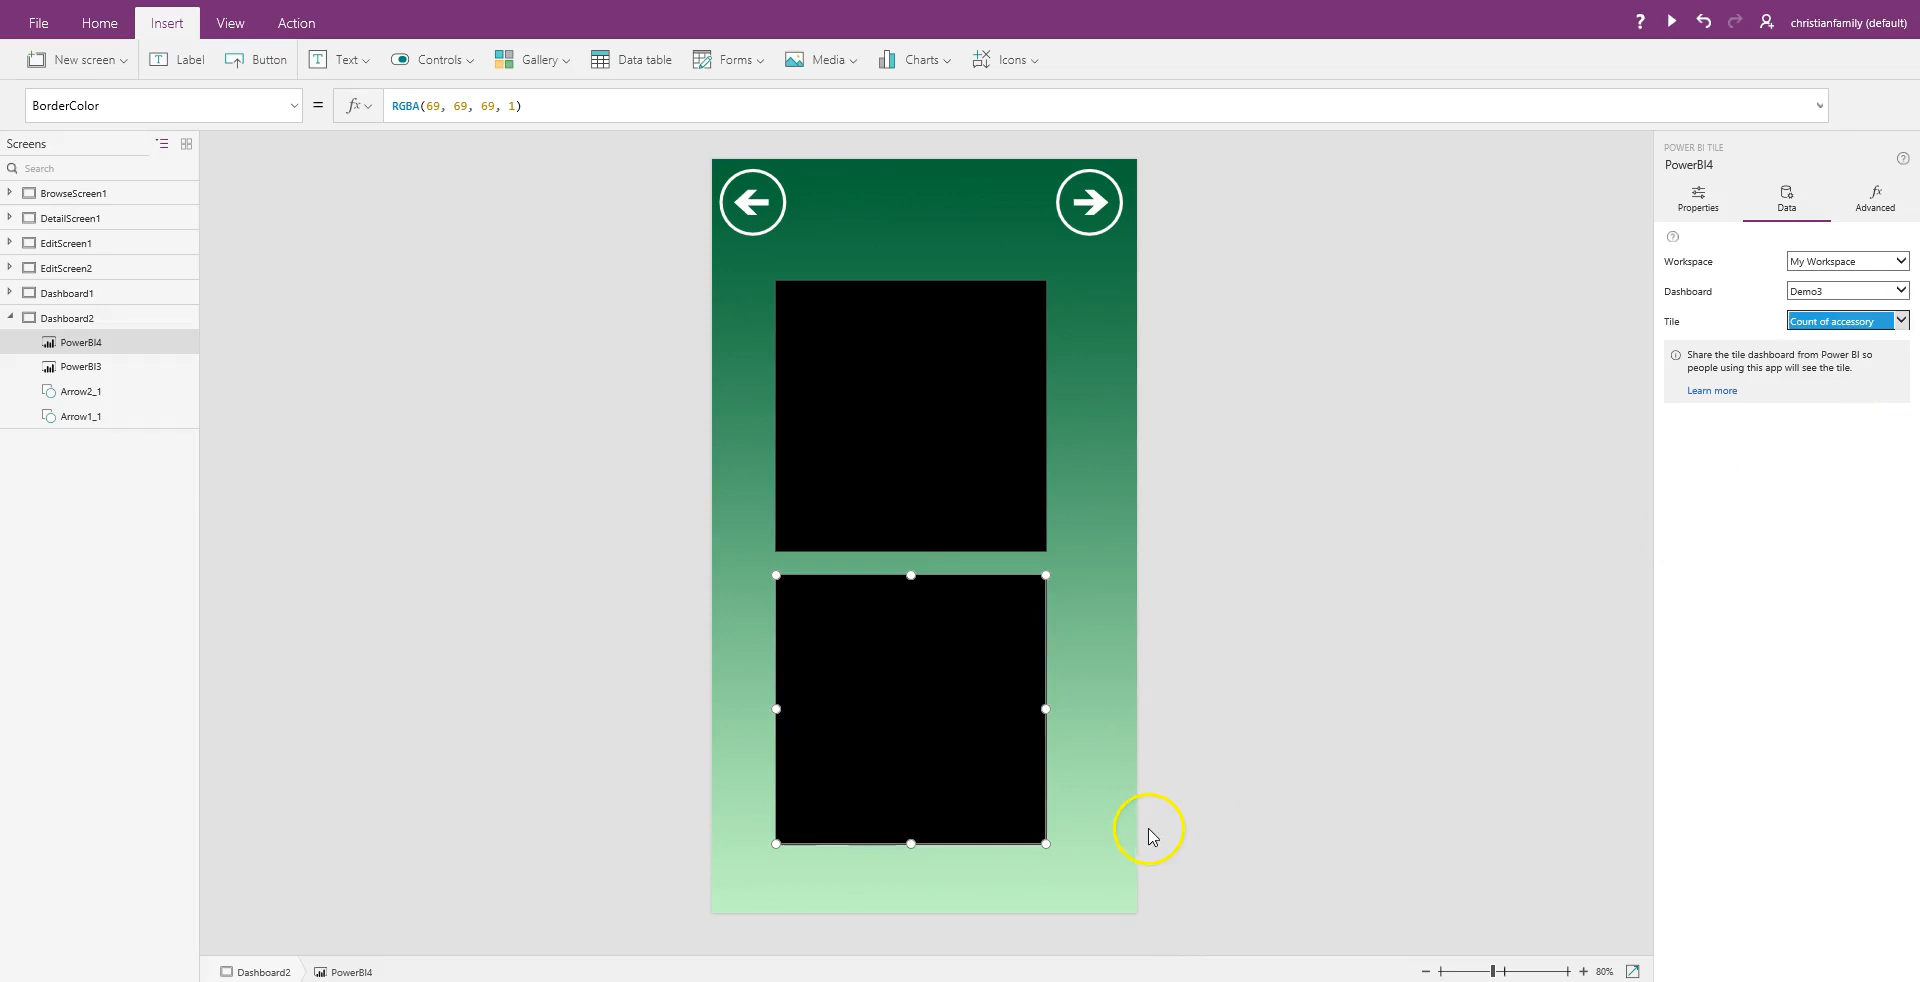 File Home Insert View Action
? christianfamily (default)
New screen Label Button Text Controls Gallery Data table Forms Media Charts Icons
BorderColor = fx RGBA(69, 69, 69, 1)
Screens
Search
BrowseScreen1
DetailScreen1
EditScreen1
EditScreen2
Dashboard1
Dashboard2
PowerBI4
PowerBI3
Arrow2_1
Arrow1_1
POWER BI TILE
PowerBI4
Properties Data Advanced
Workspace My Workspace
Dashboard Demo3
Tile Count of accessory
Share the tile dashboard from Power BI so
people using this app will see the tile.
Learn more
Dashboard2 PowerBI4
80%